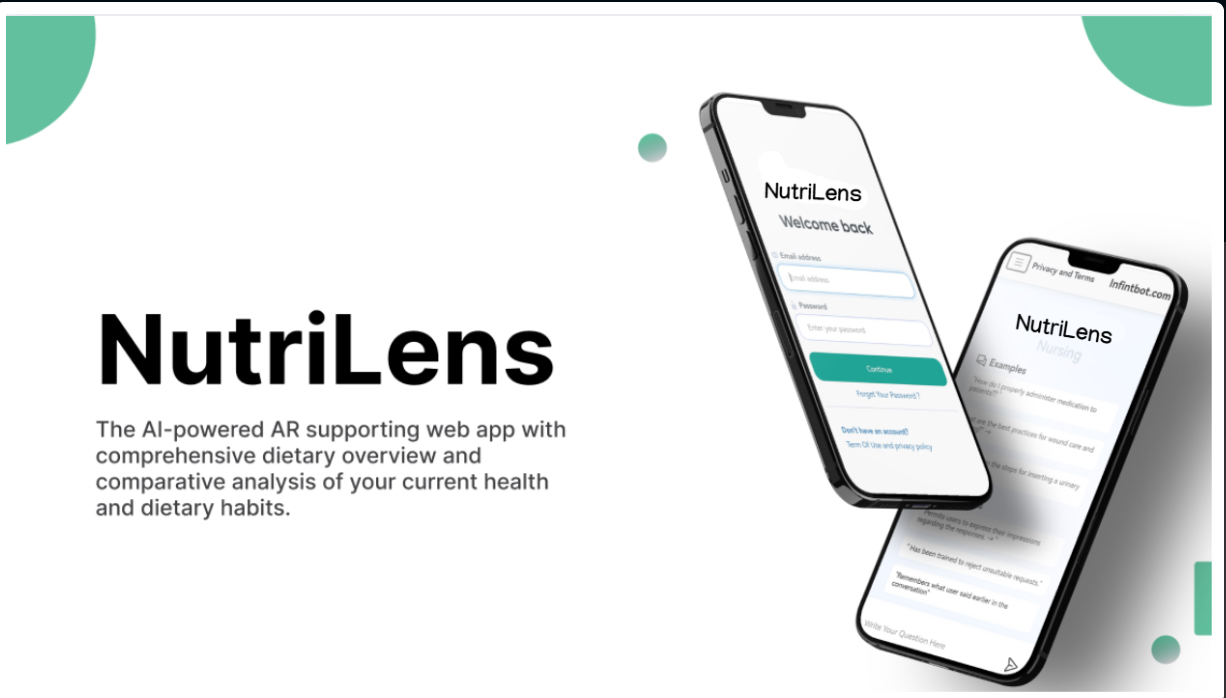 NutriLens
The AI-powered AR supporting web app with
comprehensive dietary overview and
comparative analysis of your current health
and dietary habits.
NutriLens
Welcome back
Email address
Email address
Password
Enter your password
Continue
Forget Your Password?
Don't have an account?
Term Of Use and privacy policy
Privacy and Terms
Infintbot.com
NutriLens
Nursing
Examples
"How do I properly administer medication to
patients?"
are the best practices for wound care and
the steps for inserting a urinary
Permits users to express their impressions
regarding the responses. →"
"Has been trained to reject unsuitable requests."
"Remembers what user said earlier in the
conversation"
Write Your Question Here